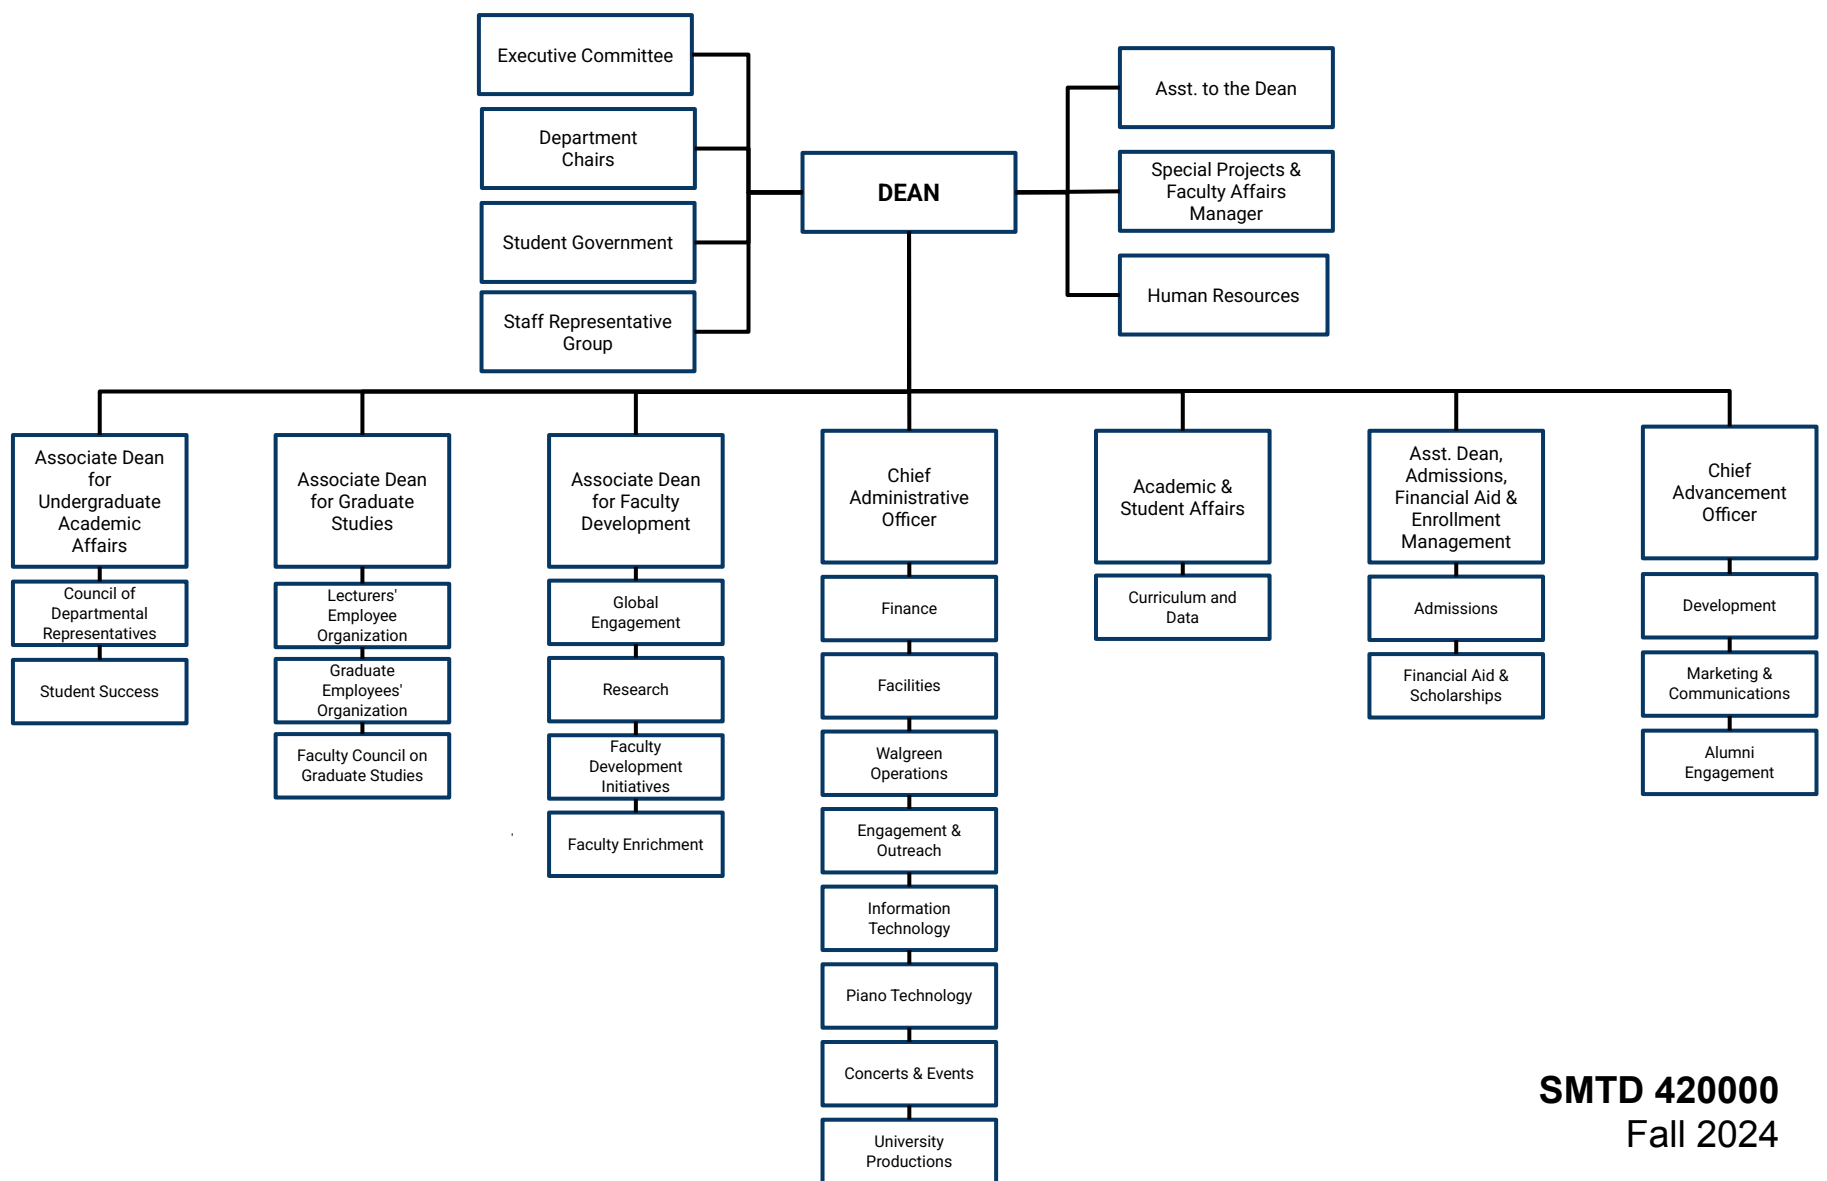 Executive Committee
Department
Chairs
Student Government
Staff Representative
Group
DEAN
Asst. to the Dean
Special Projects &
Faculty Affairs
Manager
Human Resources
Associate Dean
for
Undergraduate
Academic
Affairs
Council of
Departmental
Representatives
Student Success
Associate Dean
for Graduate
Studies
Lecturers'
Employee
Organization
Graduate
Employees'
Organization
Faculty Council on
Graduate Studies
Associate Dean
for Faculty
Development
Global
Engagement
Research
Faculty
Development
Initiatives
Faculty Enrichment
Chief
Administrative
Officer
Finance
Facilities
Walgreen
Operations
Engagement &
Outreach
Information
Technology
Piano Technology
Concerts & Events
University
Productions
Academic &
Student Affairs
Curriculum and
Data
Asst. Dean,
Admissions,
Financial Aid &
Enrollment
Management
Admissions
Financial Aid &
Scholarships
Chief
Advancement
Officer
Development
Marketing &
Communications
Alumni
Engagement
SMTD 420000
Fall 2024